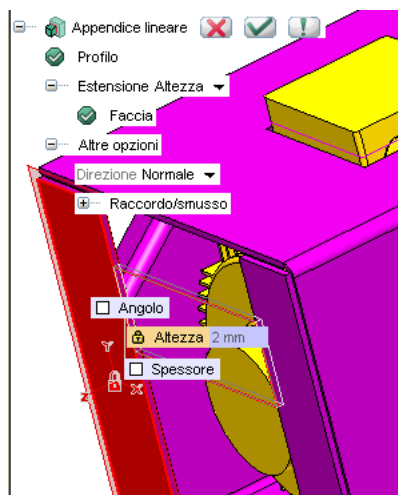 Appendice lineare
Profilo
Estensione Altezza
Faccia
Altre opzioni
Direzione Normale
Raccordo/smusso
Angolo
Altezza 2 mm
Spessore
Y
Z X